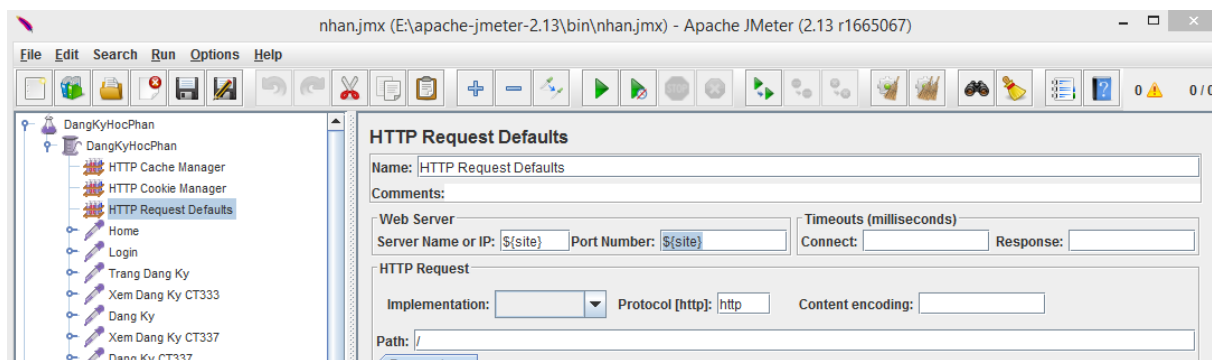 nhan.jmx (E:\apache-jmeter-2.13\bin\nhan.jmx) - Apache JMeter (2.13 r1665067)
File Edit Search Run Options Help
STOP
0
0 / 0
DangKyHocPhan
DangKyHocPhan
HTTP Cache Manager
HTTP Cookie Manager
HTTP Request Defaults
Home
Login
Trang Dang Ky
Xem Dang Ky CT333
Dang Ky
Xem Dang Ky CT337
Dang Ky CT337
HTTP Request Defaults
Name: HTTP Request Defaults
Comments:
Web Server
Server Name or IP: ${site} Port Number: ${site}
Timeouts (milliseconds)
Connect: Response:
HTTP Request
Implementation: Protocol [http]: http Content encoding:
Path: /